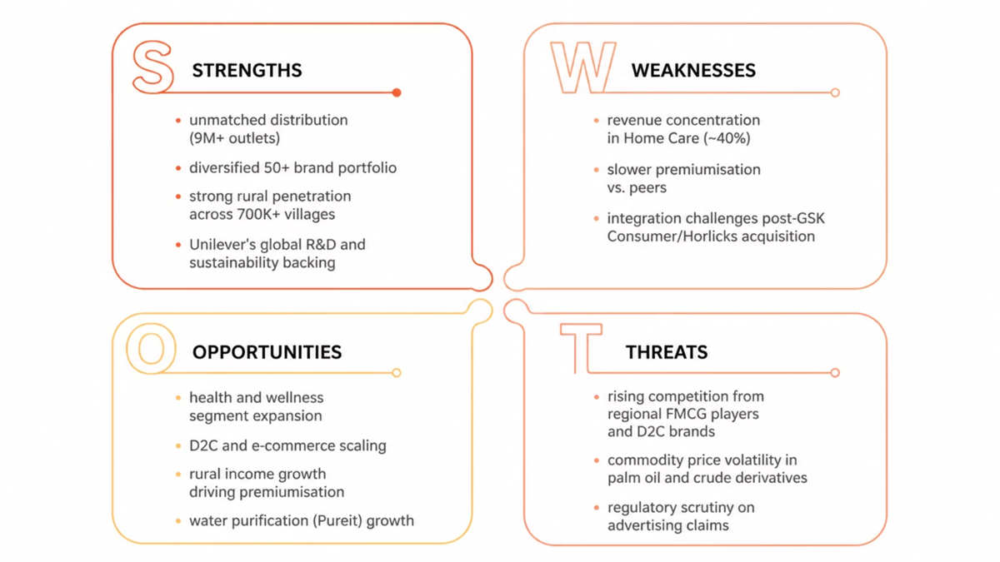 S
STRENGTHS
• unmatched distribution
(9M+ outlets)
• diversified 50+ brand portfolio
• strong rural penetration
across 700K+ villages
• Unilever's global R&D and
sustainability backing
W
WEAKNESSES
• revenue concentration
in Home Care (~40%)
• slower premiumisation
vs. peers
• integration challenges post-GSK
Consumer/Horlicks acquisition
O
OPPORTUNITIES
• health and wellness
segment expansion
• D2C and e-commerce scaling
• rural income growth
driving premiumisation
• water purification (Pureit) growth
T
THREATS
• rising competition from
regional FMCG players
and D2C brands
• commodity price volatility in
palm oil and crude derivatives
• regulatory scrutiny on
advertising claims